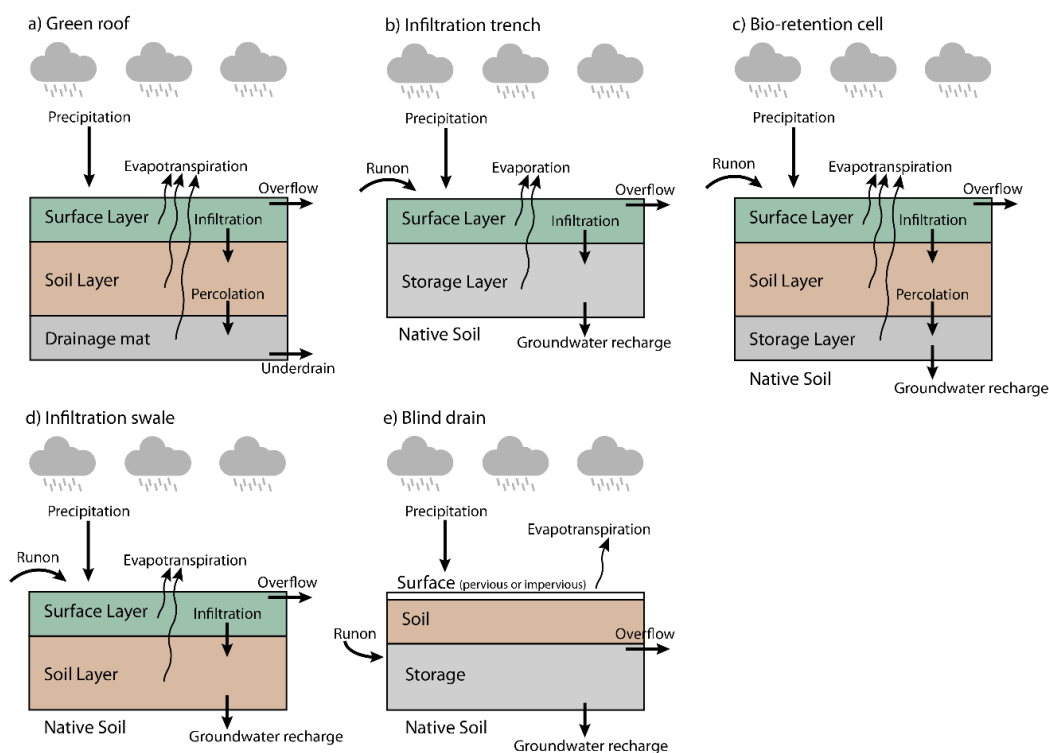 a) Green roof
Precipitation
Evapotranspiration
Overflow
Surface Layer
Infiltration
Soil Layer
Percolation
Drainage mat
Underdrain
b) Infiltration trench
Precipitation
Runon
Evaporation
Overflow
Surface Layer
Infiltration
Storage Layer
Native Soil
Groundwater recharge
c) Bio-retention cell
Precipitation
Runon
Evapotranspiration
Overflow
Surface Layer
Infiltration
Soil Layer
Percolation
Storage Layer
Native Soil
Groundwater recharge
d) Infiltration swale
Precipitation
Runon
Evapotranspiration
Overflow
Surface Layer
Infiltration
Soil Layer
Native Soil
Groundwater recharge
e) Blind drain
Precipitation
Evapotranspiration
Surface (pervious or impervious)
Soil
Runon
Overflow
Storage
Native Soil
Groundwater recharge